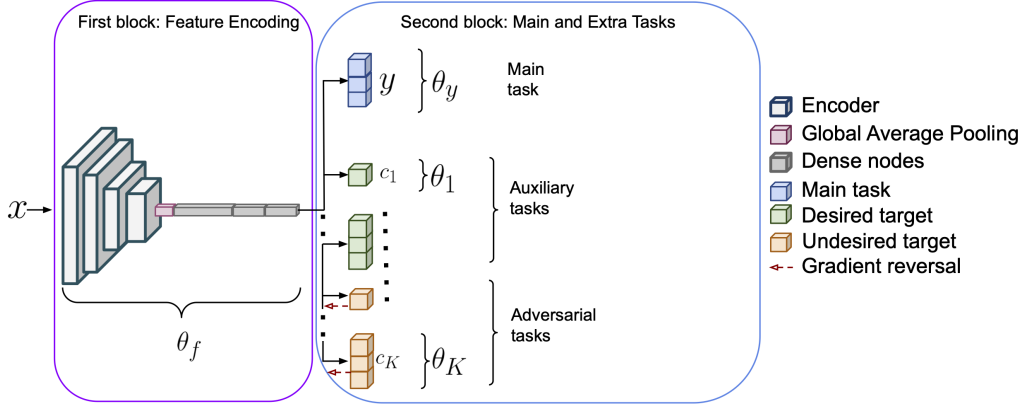 First block: Feature Encoding
Second block: Main and Extra Tasks
x
θf
y
θy
Main
task
c1
θ1
Auxiliary
tasks
Adversarial
tasks
cK
θK
Encoder
Global Average Pooling
Dense nodes
Main task
Desired target
Undesired target
Gradient reversal